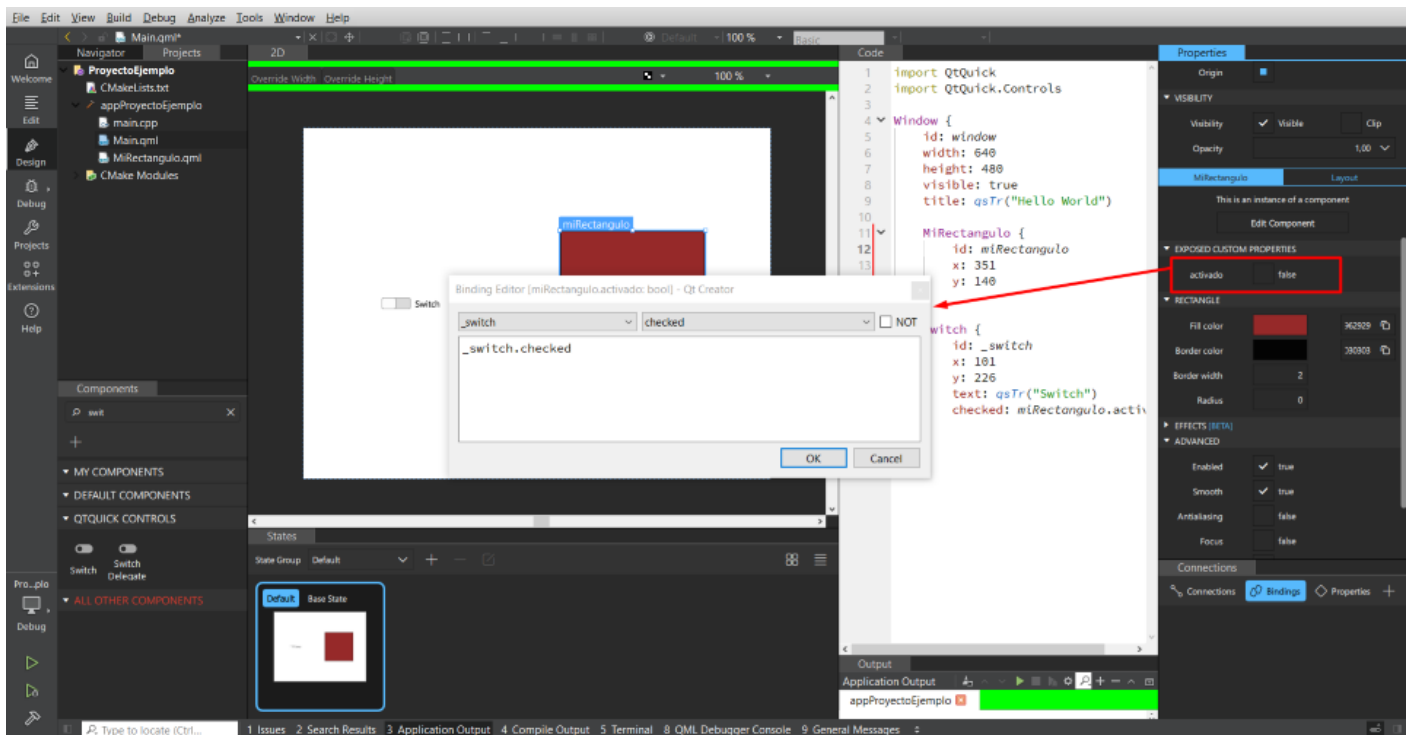 File Edit View Build Debug Analyze Tools Window Help
Main.qml*
Default
100 %
Basic
Welcome
Edit
Design
Debug
Projects
Extensions
Help
Pro...plo
Debug
Navigator Projects
ProyectoEjemplo
CMakeLists.txt
appProyectoEjemplo
main.cpp
Main.qml
MiRectangulo.qml
CMake Modules
Components
swit
MY COMPONENTS
DEFAULT COMPONENTS
QTQUICK CONTROLS
Switch
Switch Delegate
ALL OTHER COMPONENTS
2D
Override Width Override Height
100 %
miRectangulo
Switch
Binding Editor [miRectangulo.activado: bool] - Qt Creator
_switch checked NOT
_switch.checked
OK Cancel
States
State Group Default
Default Base State
Code
1 import QtQuick
2 import QtQuick.Controls
3
4 Window {
5 id: window
6 width: 640
7 height: 480
8 visible: true
9 title: qsTr("Hello World")
10
11 MiRectangulo {
12 id: miRectangulo
13 x: 351
y: 140
witch {
id: _switch
x: 101
y: 226
text: qsTr("Switch")
checked: miRectangulo.activ
Output
Application Output
appProyectoEjemplo
Properties
Origin
VISIBILITY
Visibility Visible Clip
Opacity 1,00
MiRectangulo Layout
This is an instance of a component
Edit Component
EXPOSED CUSTOM PROPERTIES
activado false
RECTANGLE
Fill color
Border color
Border width 2
Radius 0
EFFECTS [BETA]
ADVANCED
Enabled true
Smooth true
Antialiasing false
Focus false
Connections
Connections Bindings Properties
Type to locate (Ctrl...
1 Issues 2 Search Results 3 Application Output 4 Compile Output 5 Terminal 8 QML Debugger Console 9 General Messages